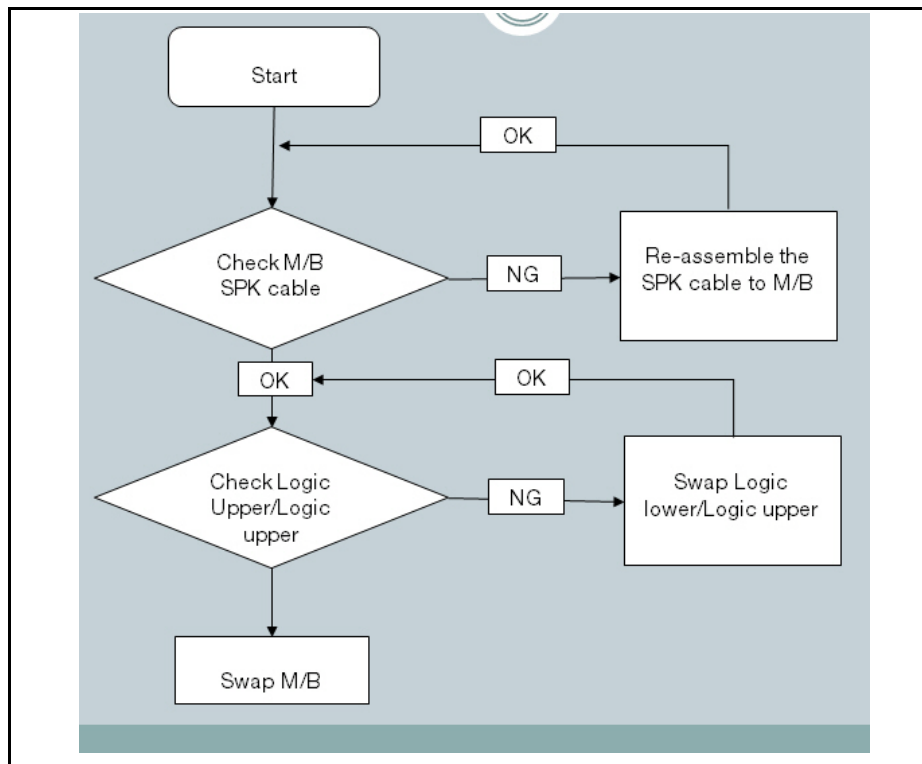 Start
OK
Check M/B
SPK cable
NG
Re-assemble the
SPK cable to M/B
OK
OK
Check Logic
Upper/Logic
upper
NG
Swap Logic
lower/Logic upper
Swap M/B